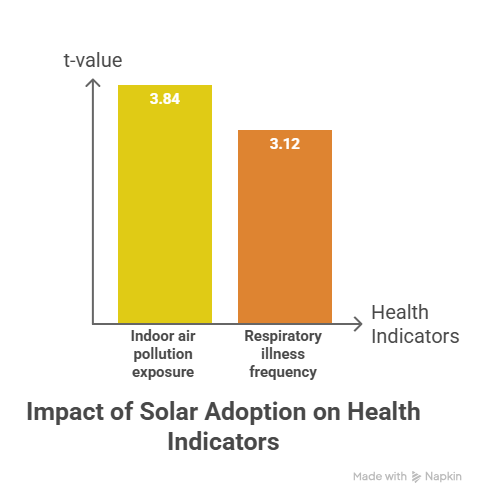 t-value
3.84
3.12
Health
Indicators
Indoor air
pollution
exposure
Respiratory
illness
frequency
Impact of Solar Adoption on Health
Indicators
Made with Napkin